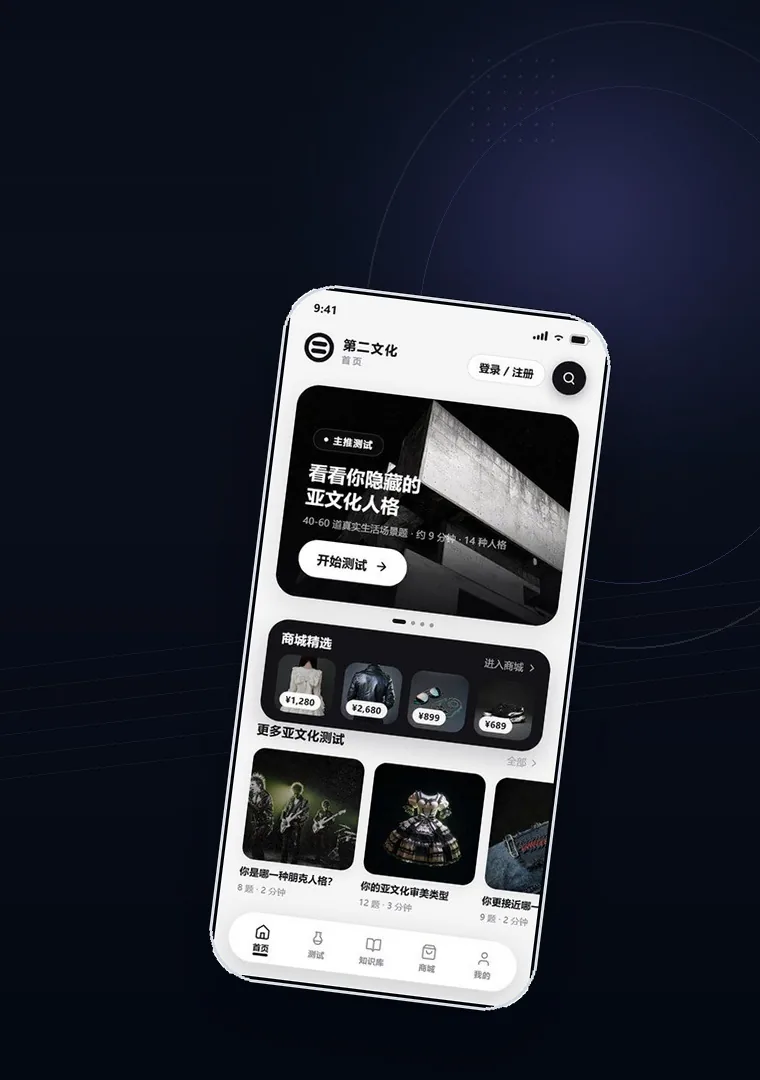 9:41
第二文化
首页
登录 / 注册
主推测试
看看你隐藏的
亚文化人格
40-60 道真实生活场景题 · 约 9 分钟 · 14 种人格
开始测试 →
商城精选
进入商城 >
¥1,280
¥2,680
¥899
¥689
更多亚文化测试
全部 >
你是哪一种朋克人格?
8 题 · 2 分钟
你的亚文化审美类型
12 题 · 3 分钟
你更接近哪一
9 题 · 2 分钟
首页
测试
知识库
商城
我的